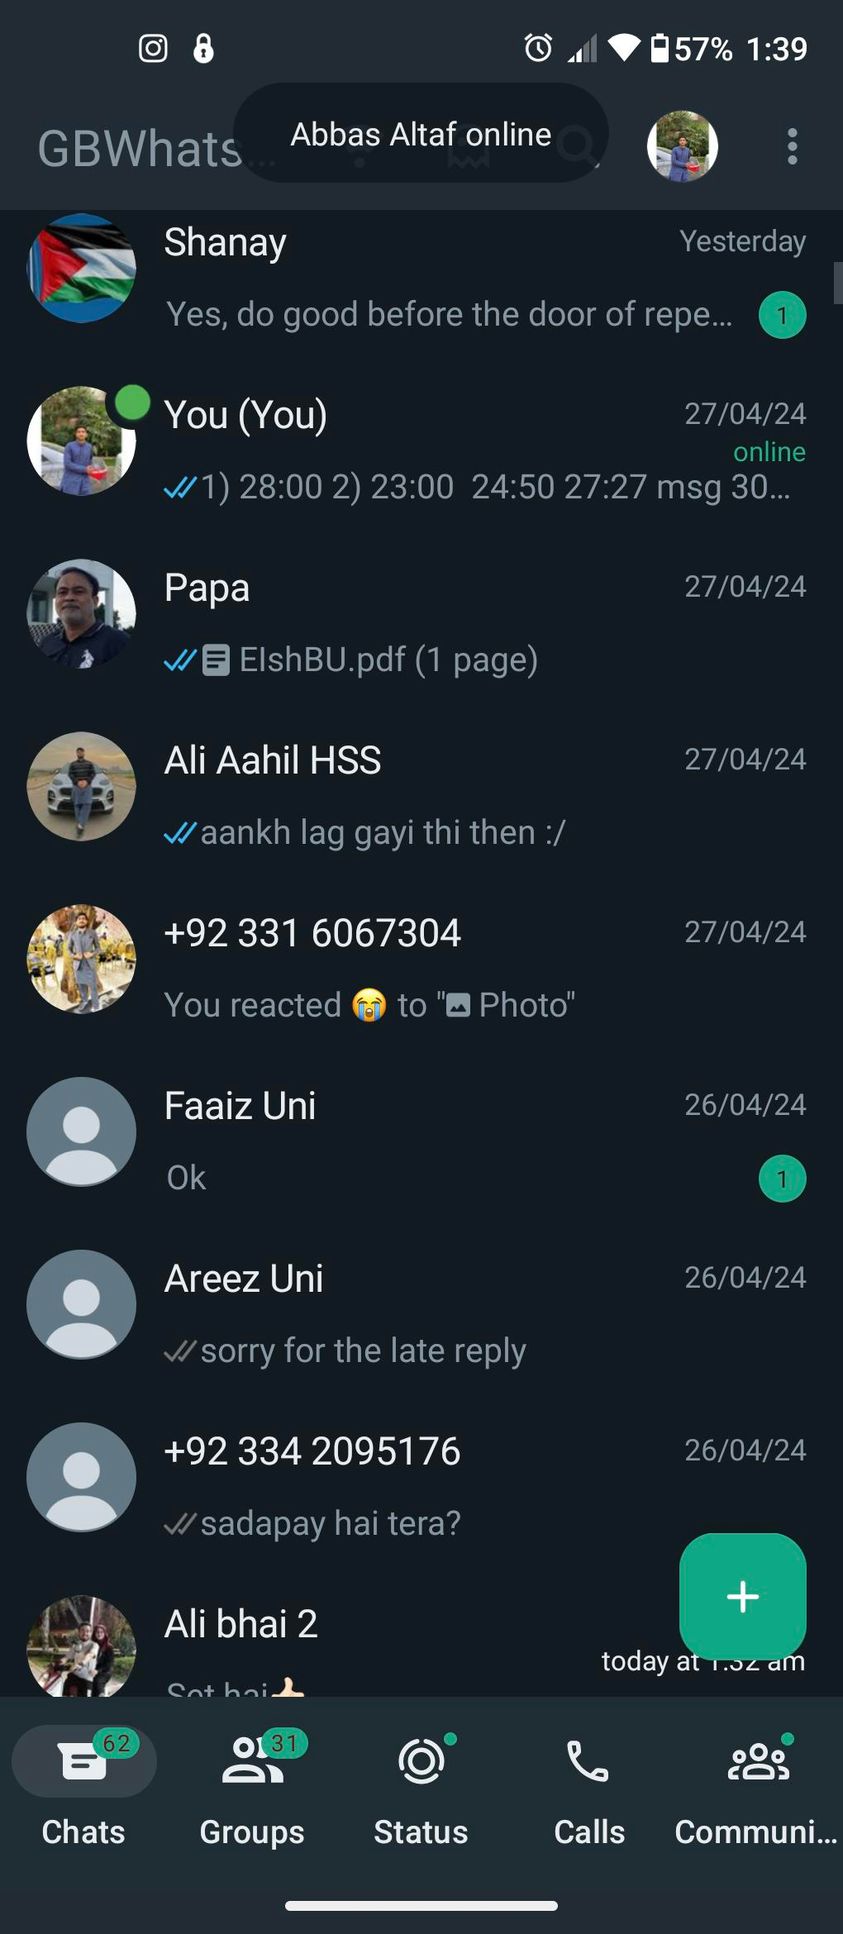 57% 1:39
GBWhats...
Abbas Altaf online
Shanay Yesterday
Yes, do good before the door of repe... 1
You (You) 27/04/24
online
1) 28:00 2) 23:00 24:50 27:27 msg 30...
Papa 27/04/24
EIshBU.pdf (1 page)
Ali Aahil HSS 27/04/24
aankh lag gayi thi then :/
+92 331 6067304 27/04/24
You reacted 😭 to "Photo"
Faaiz Uni 26/04/24
Ok 1
Areez Uni 26/04/24
sorry for the late reply
+92 334 2095176 26/04/24
sadapay hai tera?
Ali bhai 2
today at 1:32 am
Set hai👍🏻
62 31
Chats Groups Status Calls Communi...